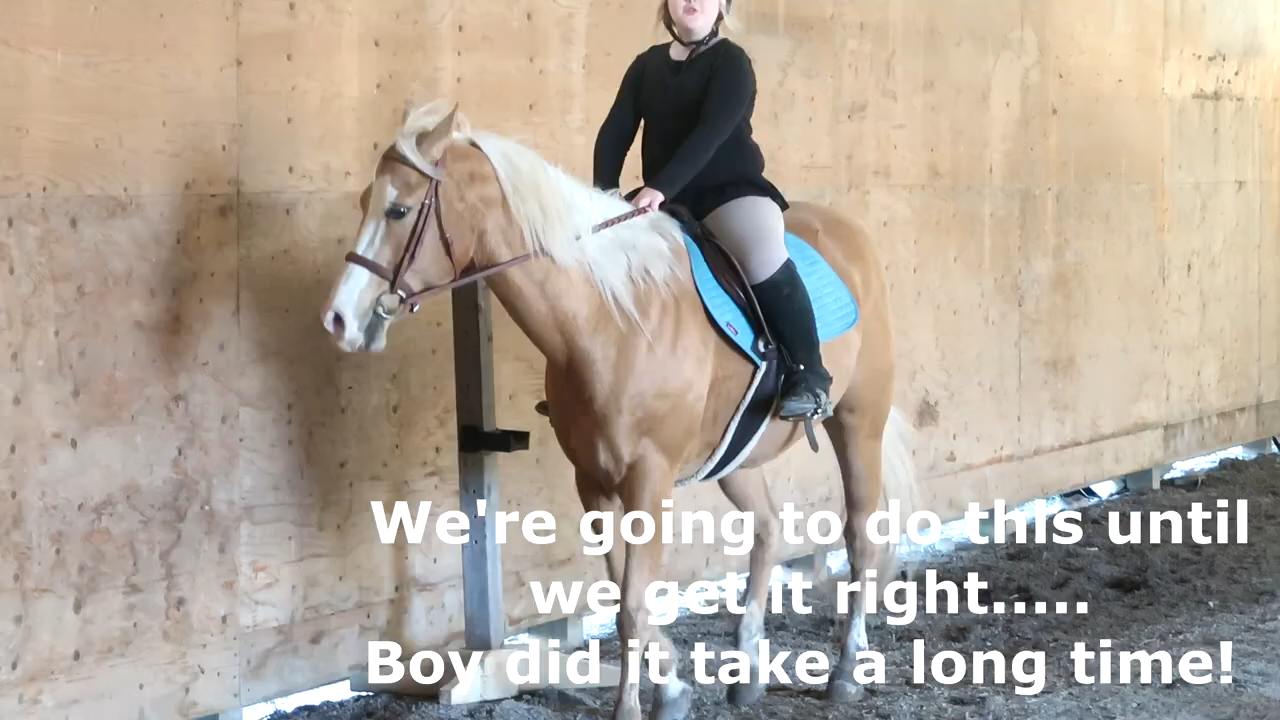 We're going to do this until
we get it right.....
Boy did it take a long time!